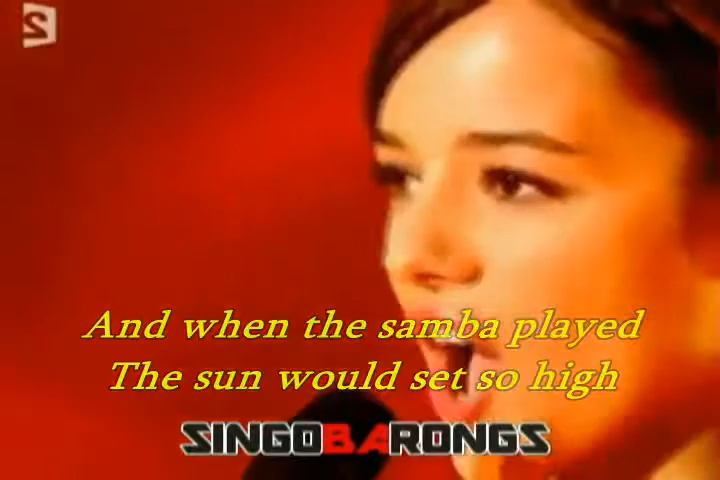 And when the samba played
The sun would set so high
SINGOBARONGS